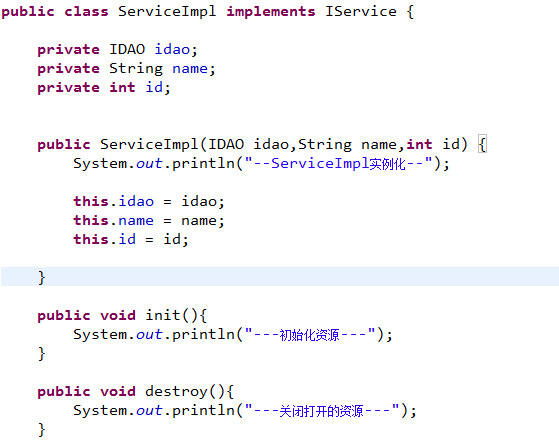 public class ServiceImpl implements IService {
private IDAO idao;
private String name;
private int id;
public ServiceImpl(IDAO idao,String name,int id) {
System.out.println("--ServiceImpl实例化--");
this.idao = idao;
this.name = name;
this.id = id;
}
public void init(){
System.out.println("---初始化资源---");
}
public void destroy(){
System.out.println("---关闭打开的资源---");
}